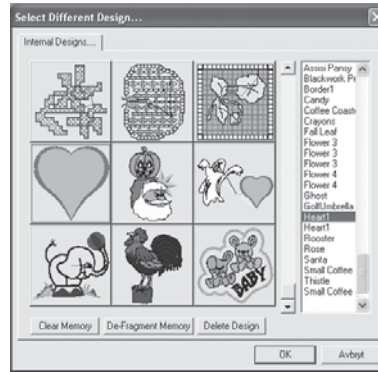 Select Different Design...
Internal Designs....
Assisi Pansy
Blackwork Pr
Border1
Candy
Coffee Coast
Crayons
Fall Leaf
Flower 3
Flower 3
Flower 3
Flower 4
Flower 4
Ghost
GolfUmbrella
Heart1
Heart1
Rooster
Rose
Santa
Small Coffee
Thistle
Small Coffee
BABY
Clear Memory
De-Fragment Memory
Delete Design
OK
Avbryt